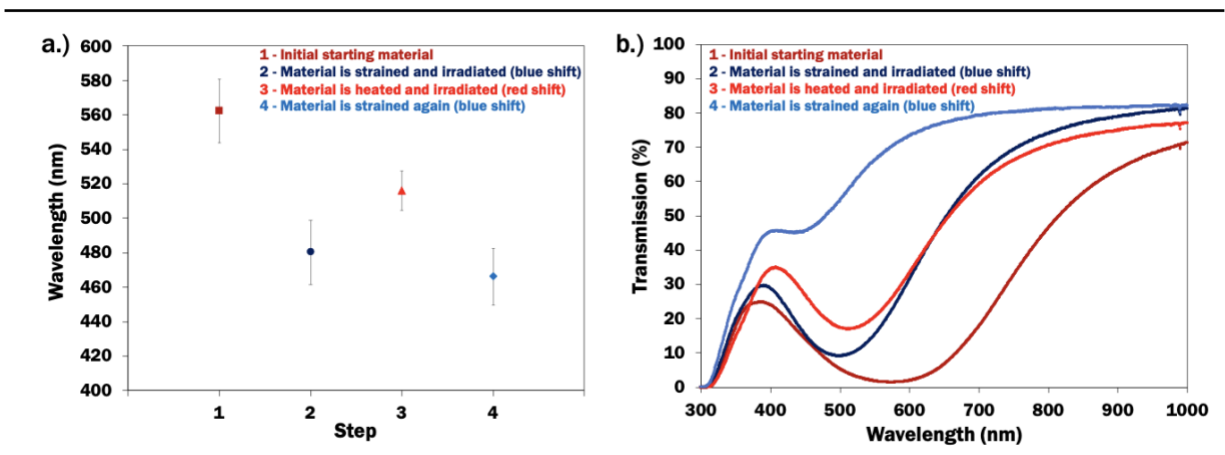 a.)
600
580
560
540
520
500
480
460
440
420
400
Wavelength (nm)
1 - Initial starting material
2 - Material is strained and irradiated (blue shift)
3 - Material is heated and irradiated (red shift)
4 - Material is strained again (blue shift)
1 2 3 4
Step
b.)
100
90
80
70
60
50
40
30
20
10
0
Transmission (%)
1 - Initial starting material
2 - Material is strained and irradiated (blue shift)
3 - Material is heated and irradiated (red shift)
4 - Material is strained again (blue shift)
300 400 500 600 700 800 900 1000
Wavelength (nm)